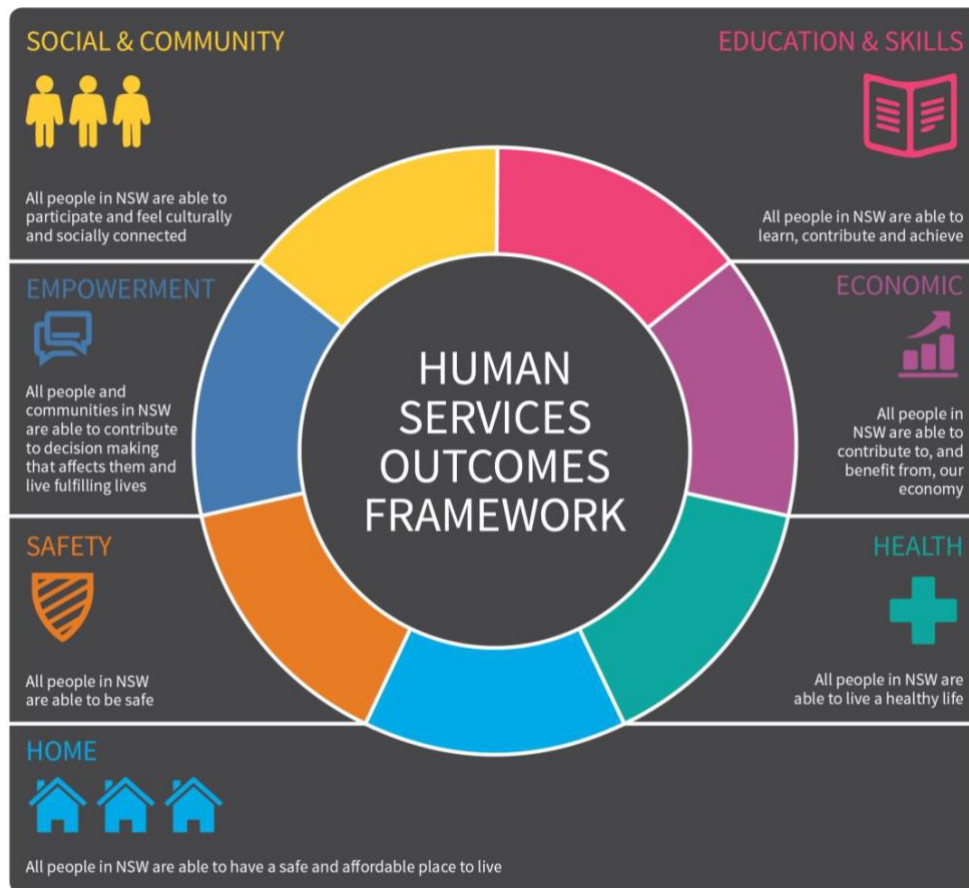 SOCIAL & COMMUNITY
All people in NSW are able to
participate and feel culturally
and socially connected
EDUCATION & SKILLS
All people in NSW are able to
learn, contribute and achieve
EMPOWERMENT
All people and
communities in NSW
are able to contribute
to decision making
that affects them and
live fulfilling lives
HUMAN
SERVICES
OUTCOMES
FRAMEWORK
ECONOMIC
All people in
NSW are able to
contribute to, and
benefit from, our
economy
SAFETY
All people in NSW
are able to be safe
HEALTH
All people in NSW are
able to live a healthy life
HOME
All people in NSW are able to have a safe and affordable place to live